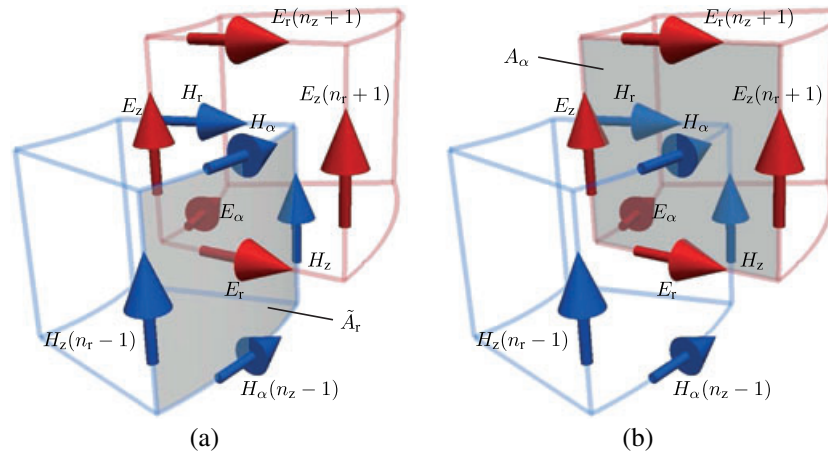 E_r(n_z + 1)
H_r
E_z
H_α
E_z(n_r + 1)
E_α
H_z
E_r
Ã_r
H_z(n_r − 1)
H_α(n_z − 1)
(a)
E_r(n_z + 1)
A_α
H_r
E_z(n_r + 1)
E_z
H_α
E_α
H_z
E_r
H_z(n_r − 1)
H_α(n_z − 1)
(b)